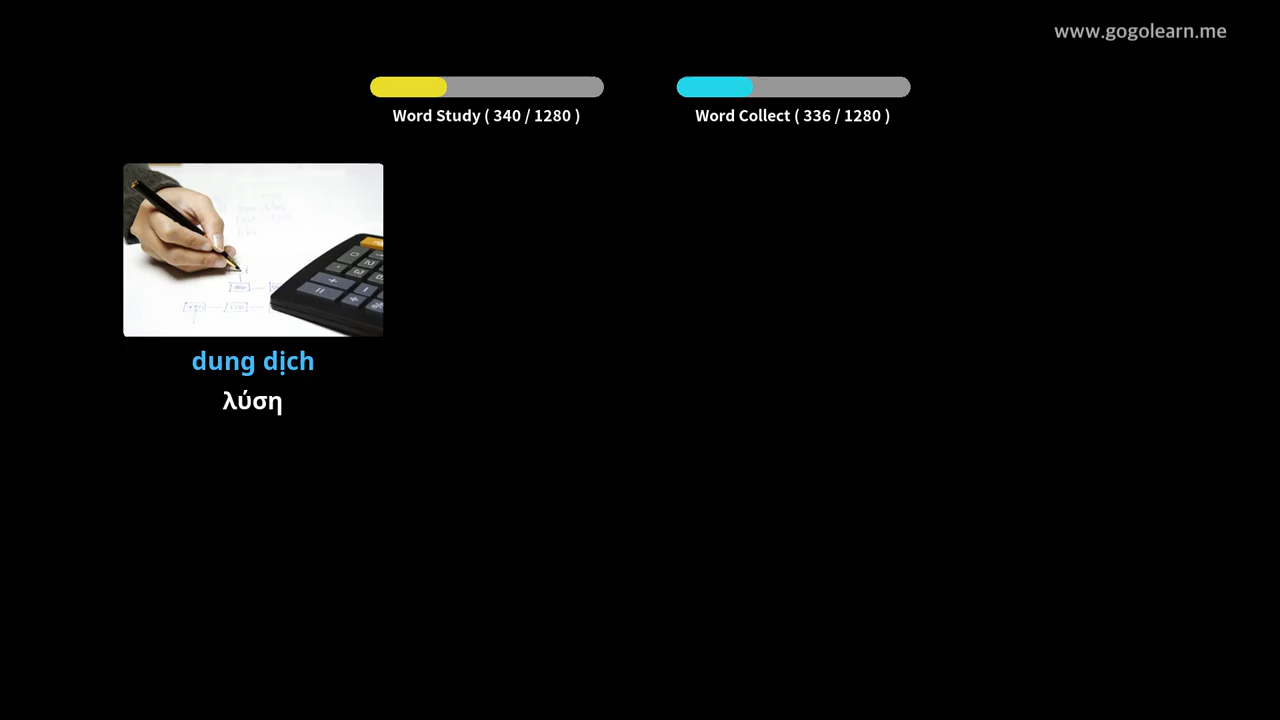 www.gogolearn.me
Word Study ( 340 / 1280 )
Word Collect ( 336 / 1280 )
dung dịch
λύση